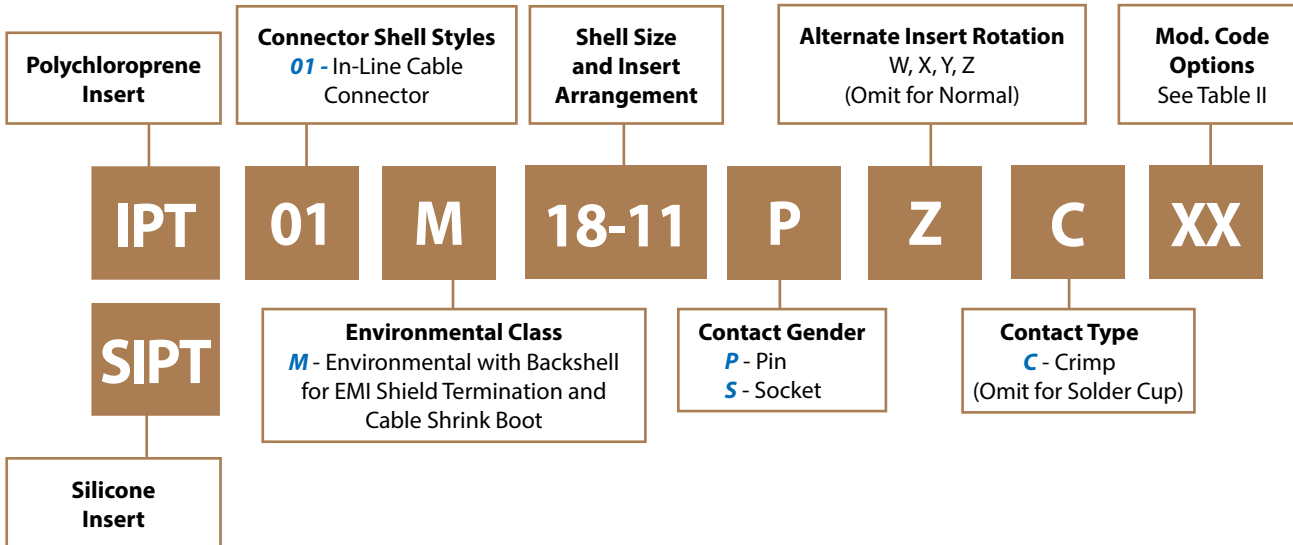 Polychloroprene
Insert
Connector Shell Styles
01 - In-Line Cable
Connector
Shell Size
and Insert
Arrangement
Alternate Insert Rotation
W, X, Y, Z
(Omit for Normal)
Mod. Code
Options
See Table II
IPT
01
M
18-11
P
Z
C
XX
SIPT
Environmental Class
M - Environmental with Backshell
for EMI Shield Termination and
Cable Shrink Boot
Contact Gender
P - Pin
S - Socket
Contact Type
C - Crimp
(Omit for Solder Cup)
Silicone
Insert